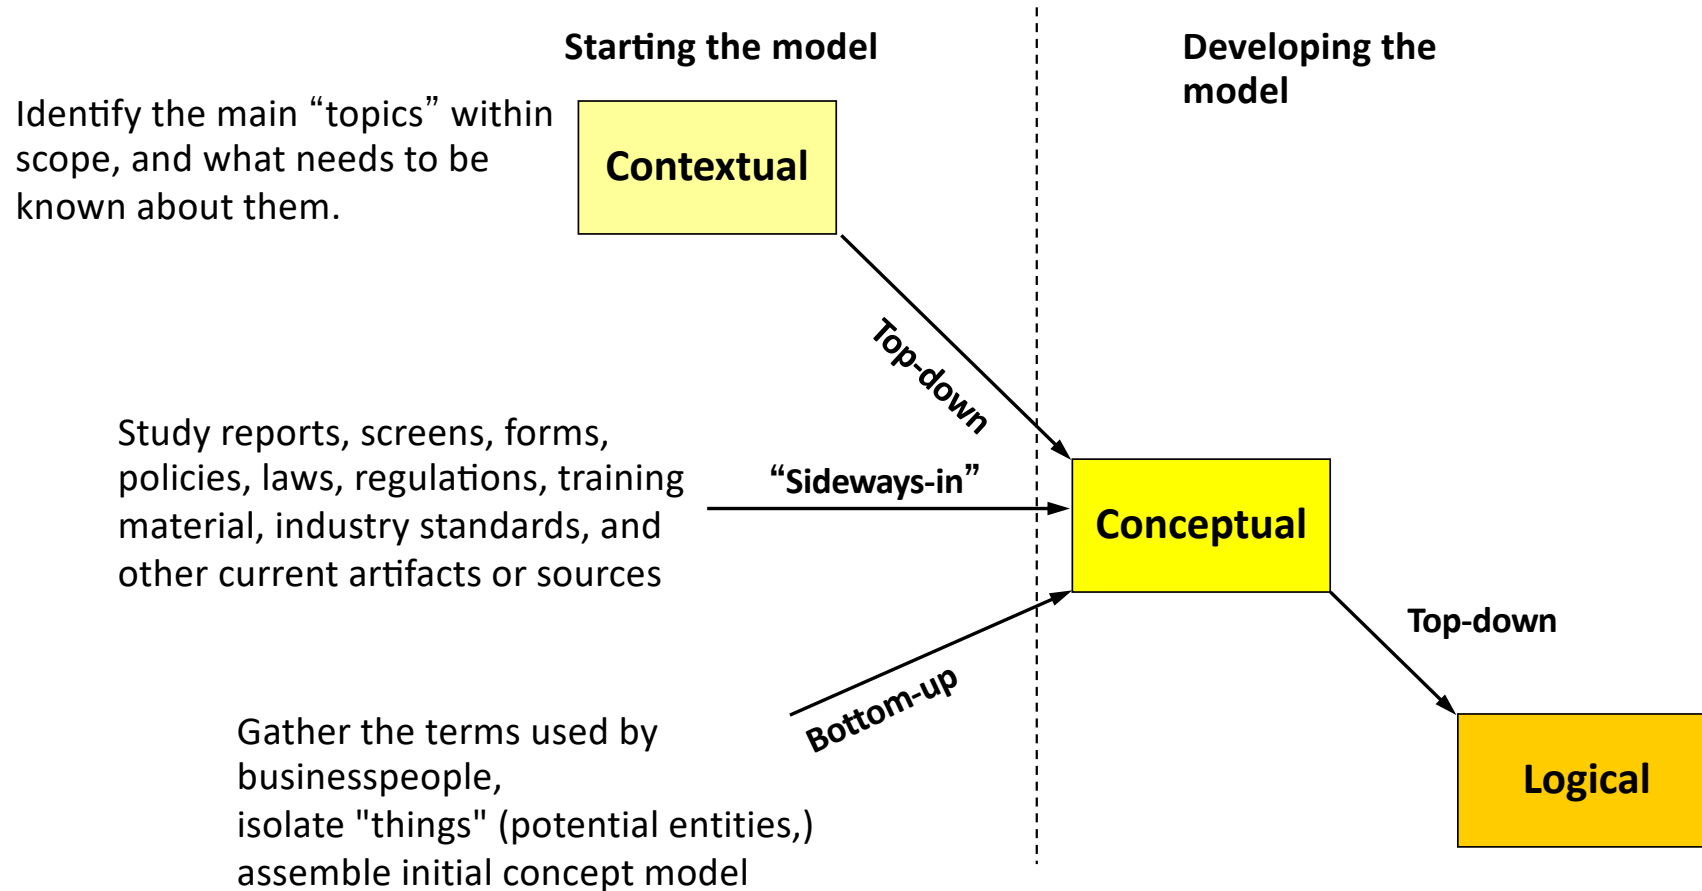 Starting the model
Developing the
model
Identify the main “topics” within
scope, and what needs to be
known about them.
Contextual
Top-down
Study reports, screens, forms,
policies, laws, regulations, training
material, industry standards, and
other current artifacts or sources
“Sideways-in”
Conceptual
Top-down
Bottom-up
Gather the terms used by
businesspeople,
isolate "things" (potential entities,)
assemble initial concept model
Logical